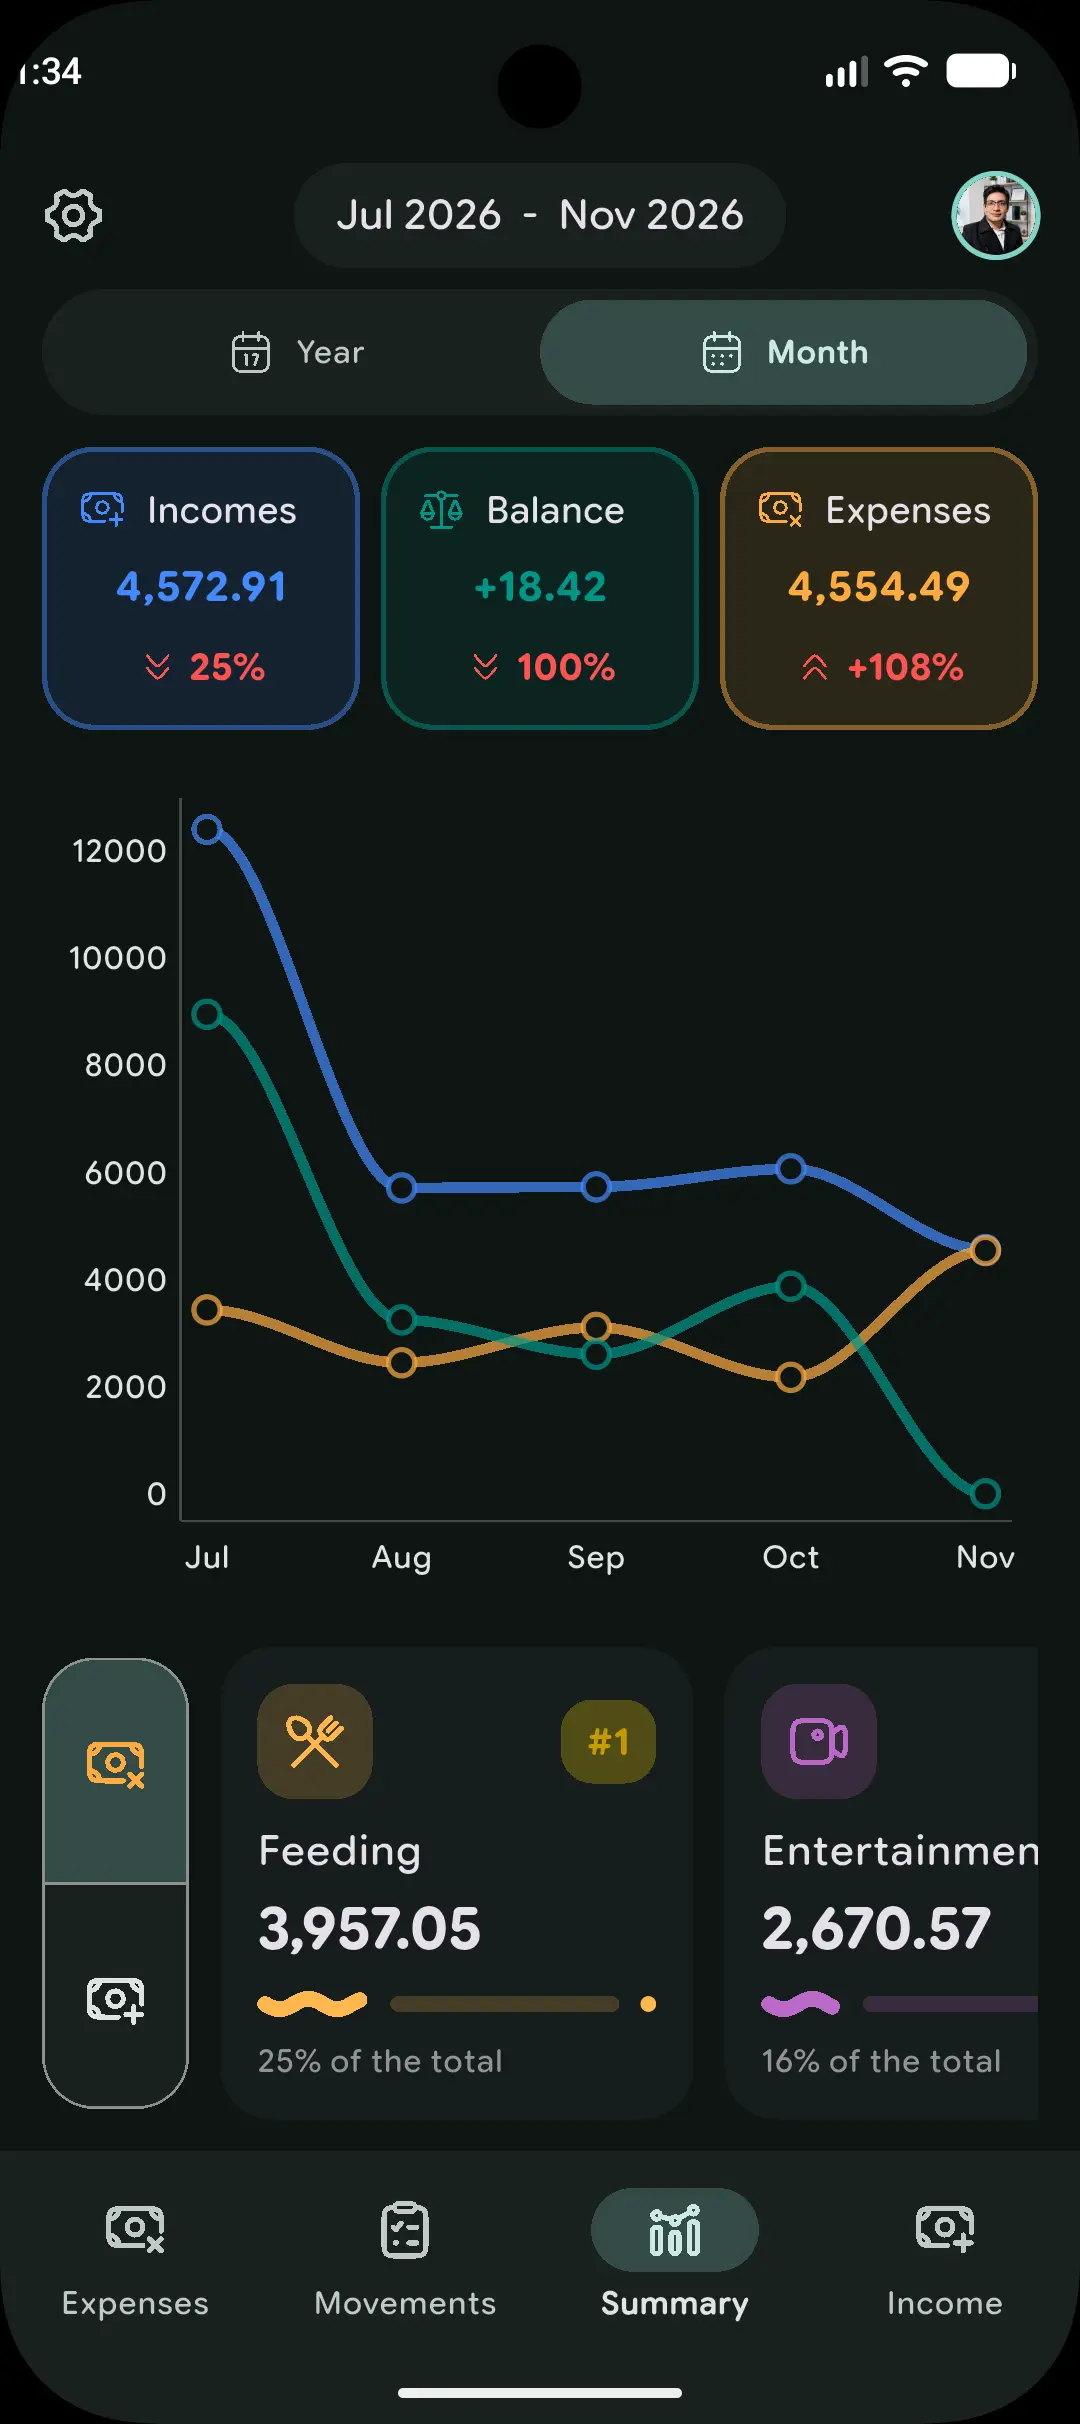 1:34
Jul 2026 - Nov 2026
17 Year
Month
Incomes
4,572.91
25%
Balance
+18.42
100%
Expenses
4,554.49
+108%
12000
10000
8000
6000
4000
2000
0
Jul Aug Sep Oct Nov
#1
Feeding
3,957.05
25% of the total
Entertainmen
2,670.57
16% of the total
Expenses
Movements
Summary
Income